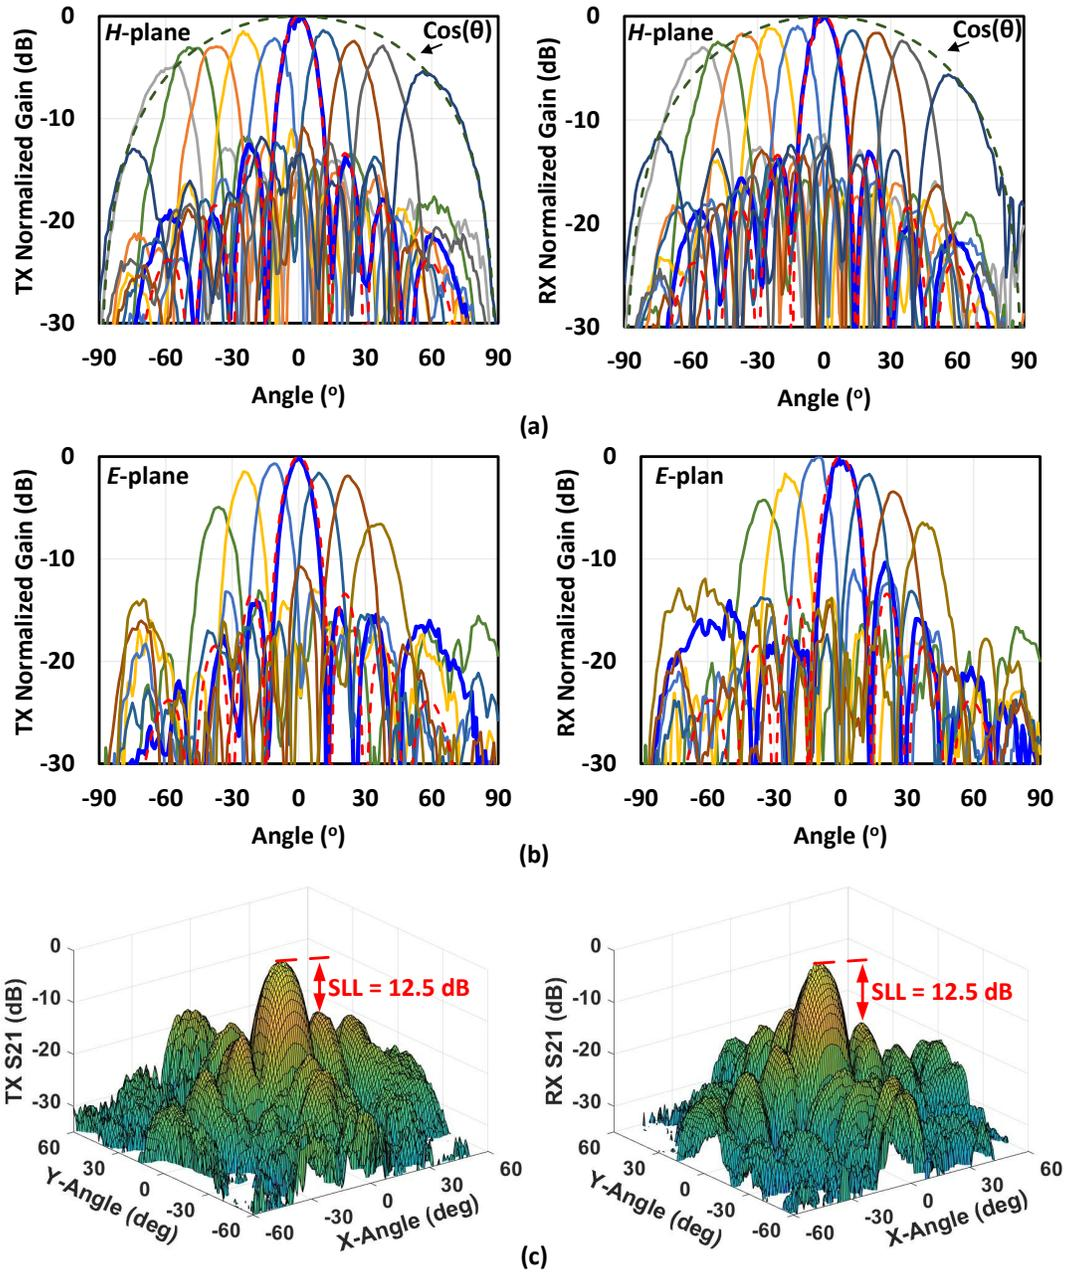 H-plane
Cos(θ)
TX Normalized Gain (dB)
0
-10
-20
-30
-90 -60 -30 0 30 60 90
Angle (º)
H-plane
Cos(θ)
RX Normalized Gain (dB)
0
-10
-20
-30
-90 -60 -30 0 30 60 90
Angle (º)
(a)
E-plane
TX Normalized Gain (dB)
0
-10
-20
-30
-90 -60 -30 0 30 60 90
Angle (º)
E-plan
RX Normalized Gain (dB)
0
-10
-20
-30
-90 -60 -30 0 30 60 90
Angle (º)
(b)
TX S21 (dB)
0
-10
-20
-30
SLL = 12.5 dB
60 30 0 -30 -60
Y-Angle (deg)
-60 -30 0 30 60
X-Angle (deg)
RX S21 (dB)
0
-10
-20
-30
SLL = 12.5 dB
60 30 0 -30 -60
Y-Angle (deg)
-60 -30 0 30 60
X-Angle (deg)
(c)